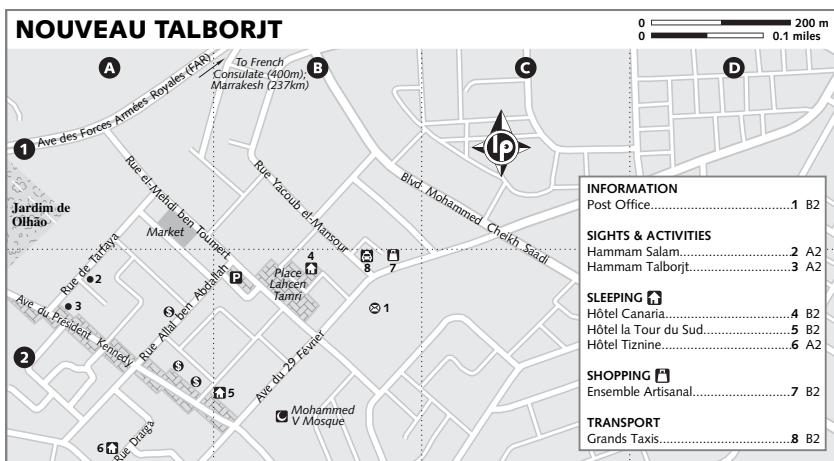 NOUVEAU TALBORJT
0 200 m
0 0.1 miles
A
B
C
D
To French
Consulate (400m);
Marrakesh (237km)
Ave des Forces Armées Royales (FAR)
1
lp
Rue el-Mehdi ben Toumert
Rue Yacoub el-Mansour
Blvd. Mohammed Cheikh Saadi
Jardim de
Olhão
Market
Rue de Tarfaya
2
3
Rue Allal ben Abdallah
P
Place
Lahcen
Tamri
4
8
7
1
Ave du Président Kennedy
2
$
$
$
5
Ave du 29 Février
Mohammed
V Mosque
6
Rue Drarga
INFORMATION
Post Office....................................1 B2
SIGHTS & ACTIVITIES
Hammam Salam..........................2 A2
Hammam Talborjt........................3 A2
SLEEPING
Hôtel Canaria...............................4 B2
Hôtel la Tour du Sud....................5 B2
Hôtel Tiznine................................6 A2
SHOPPING
Ensemble Artisanal......................7 B2
TRANSPORT
Grands Taxis.................................8 B2